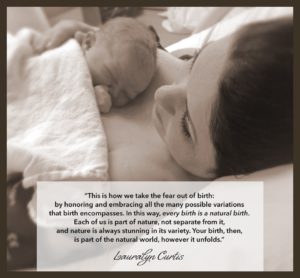 "This is how we take the fear out of birth:
by honoring and embracing all the many possible variations
that birth encompasses. In this way, every birth is a natural birth.
Each of us is part of nature, not separate from it,
and nature is always stunning in its variety. Your birth, then,
is part of the natural world, however it unfolds."
Lauralyn Curtis